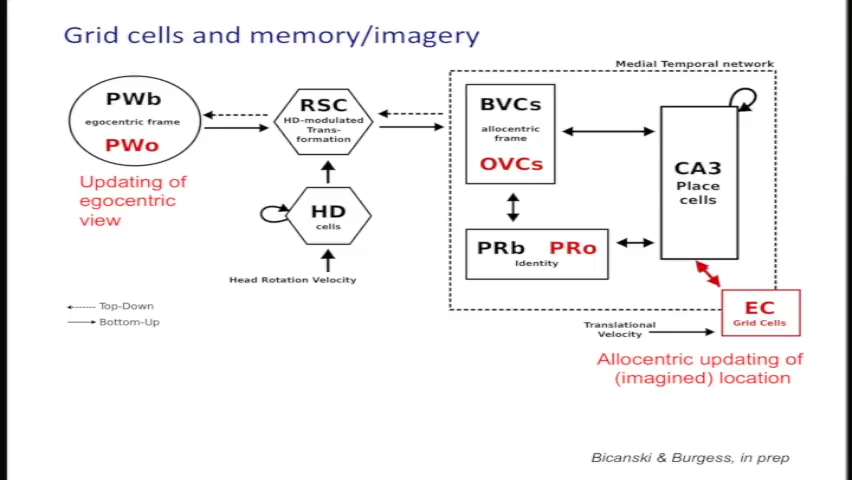 Grid cells and memory/imagery
Medial Temporal network
PWb
egocentric frame
PWo
RSC
HD-modulated
Trans-
formation
BVCs
allocentric
frame
OVCs
CA3
Place
cells
Updating of
egocentric
view
HD
cells
PRb PRo
Identity
Head Rotation Velocity
EC
Grid Cells
Top-Down
Bottom-Up
Translational
Velocity
Allocentric updating of
(imagined) location
Bicanski & Burgess, in prep